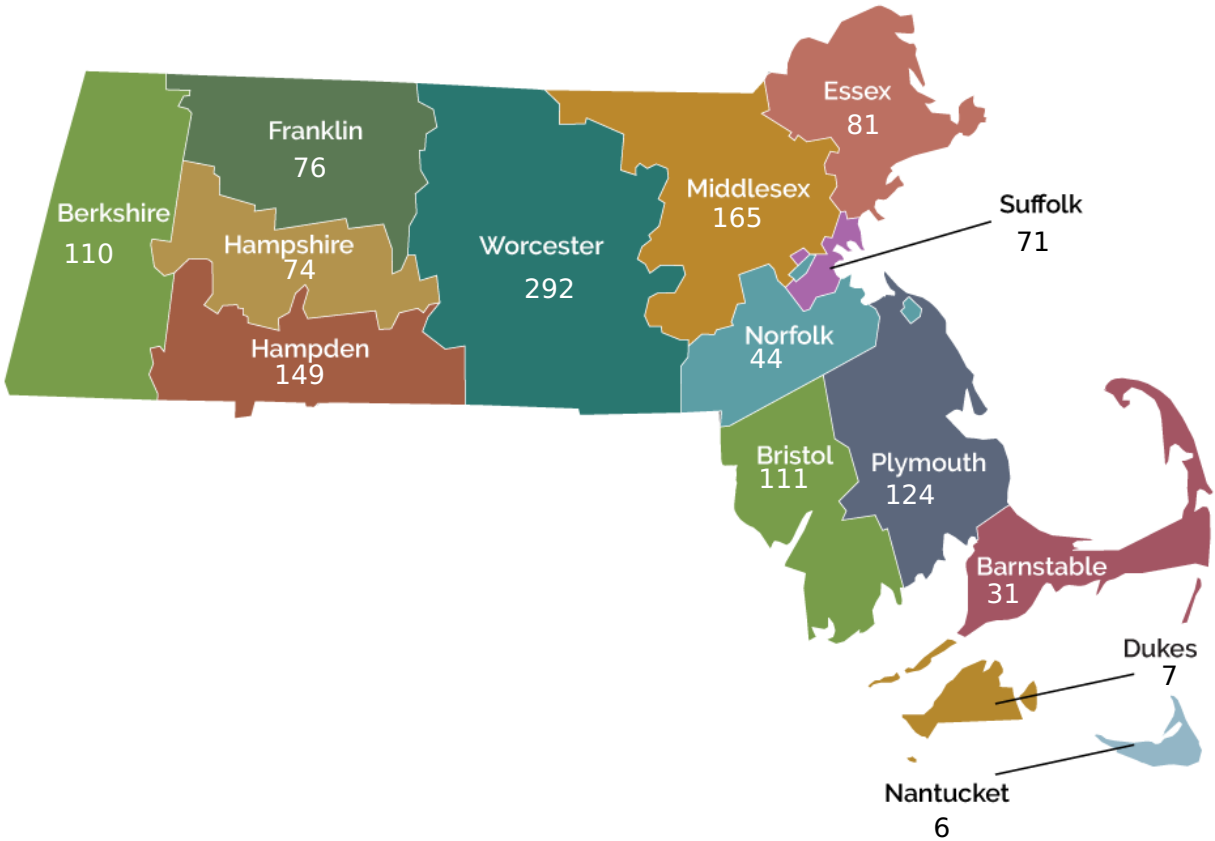 Essex
81
Franklin
76
Middlesex
165
Suffolk
71
Berkshire
110
Hampshire
74
Worcester
292
Norfolk
44
Hampden
149
Bristol
111
Plymouth
124
Barnstable
31
Dukes
7
Nantucket
6